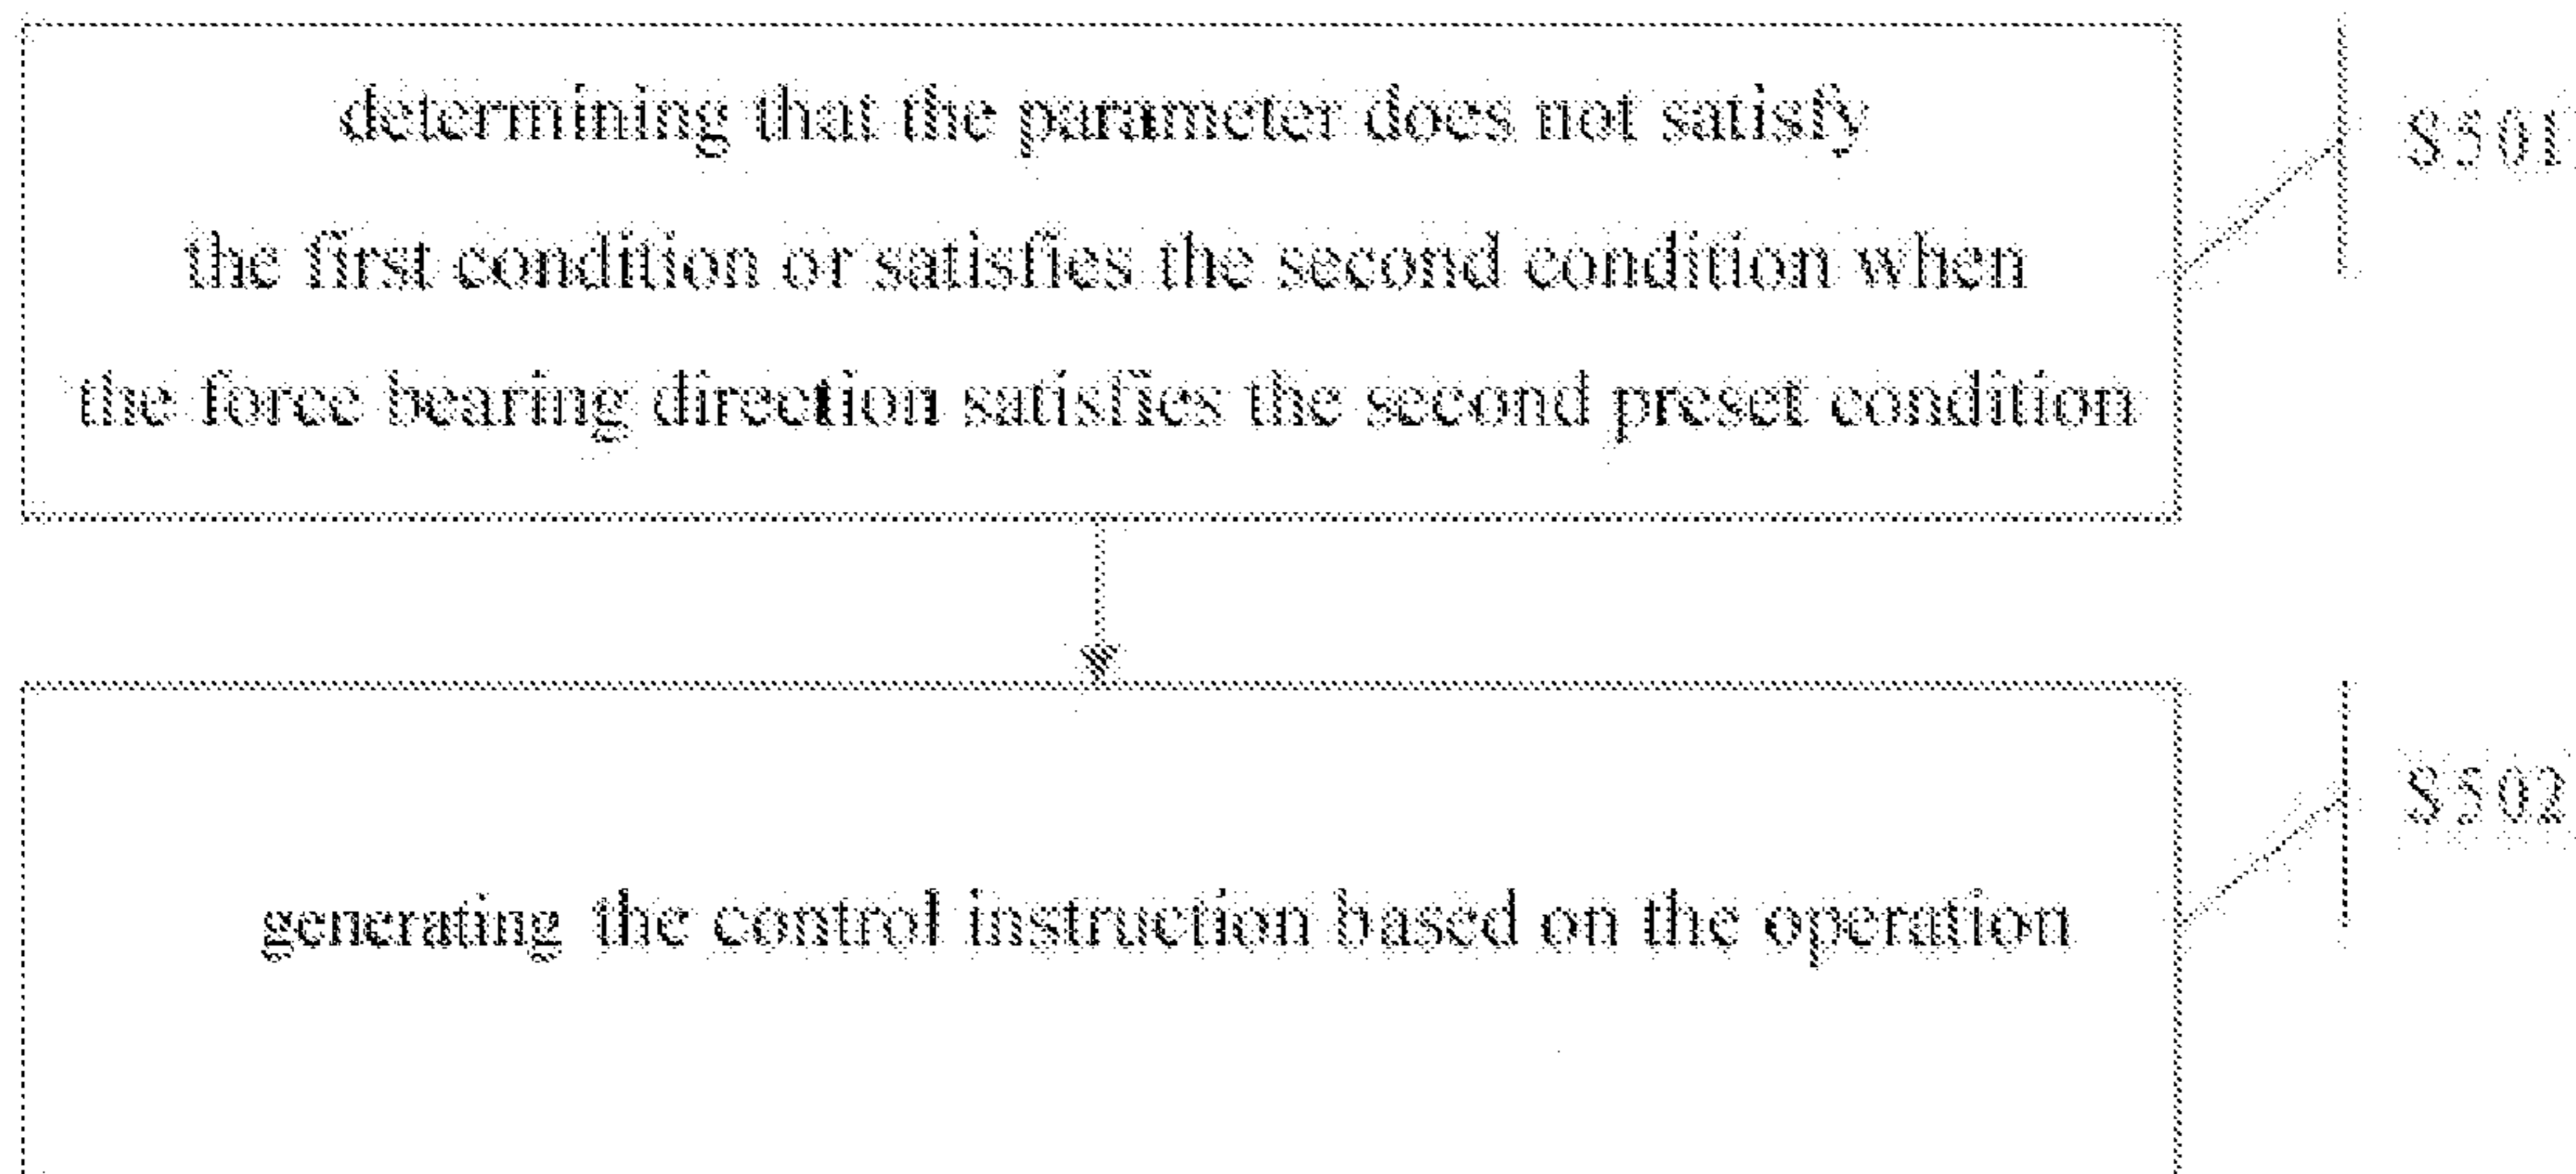 determining that the parameter does not satisfy
the first condition or satisfies the second condition when
the force bearing direction satisfies the second preset condition
S501
generating the control instruction based on the operation
S502